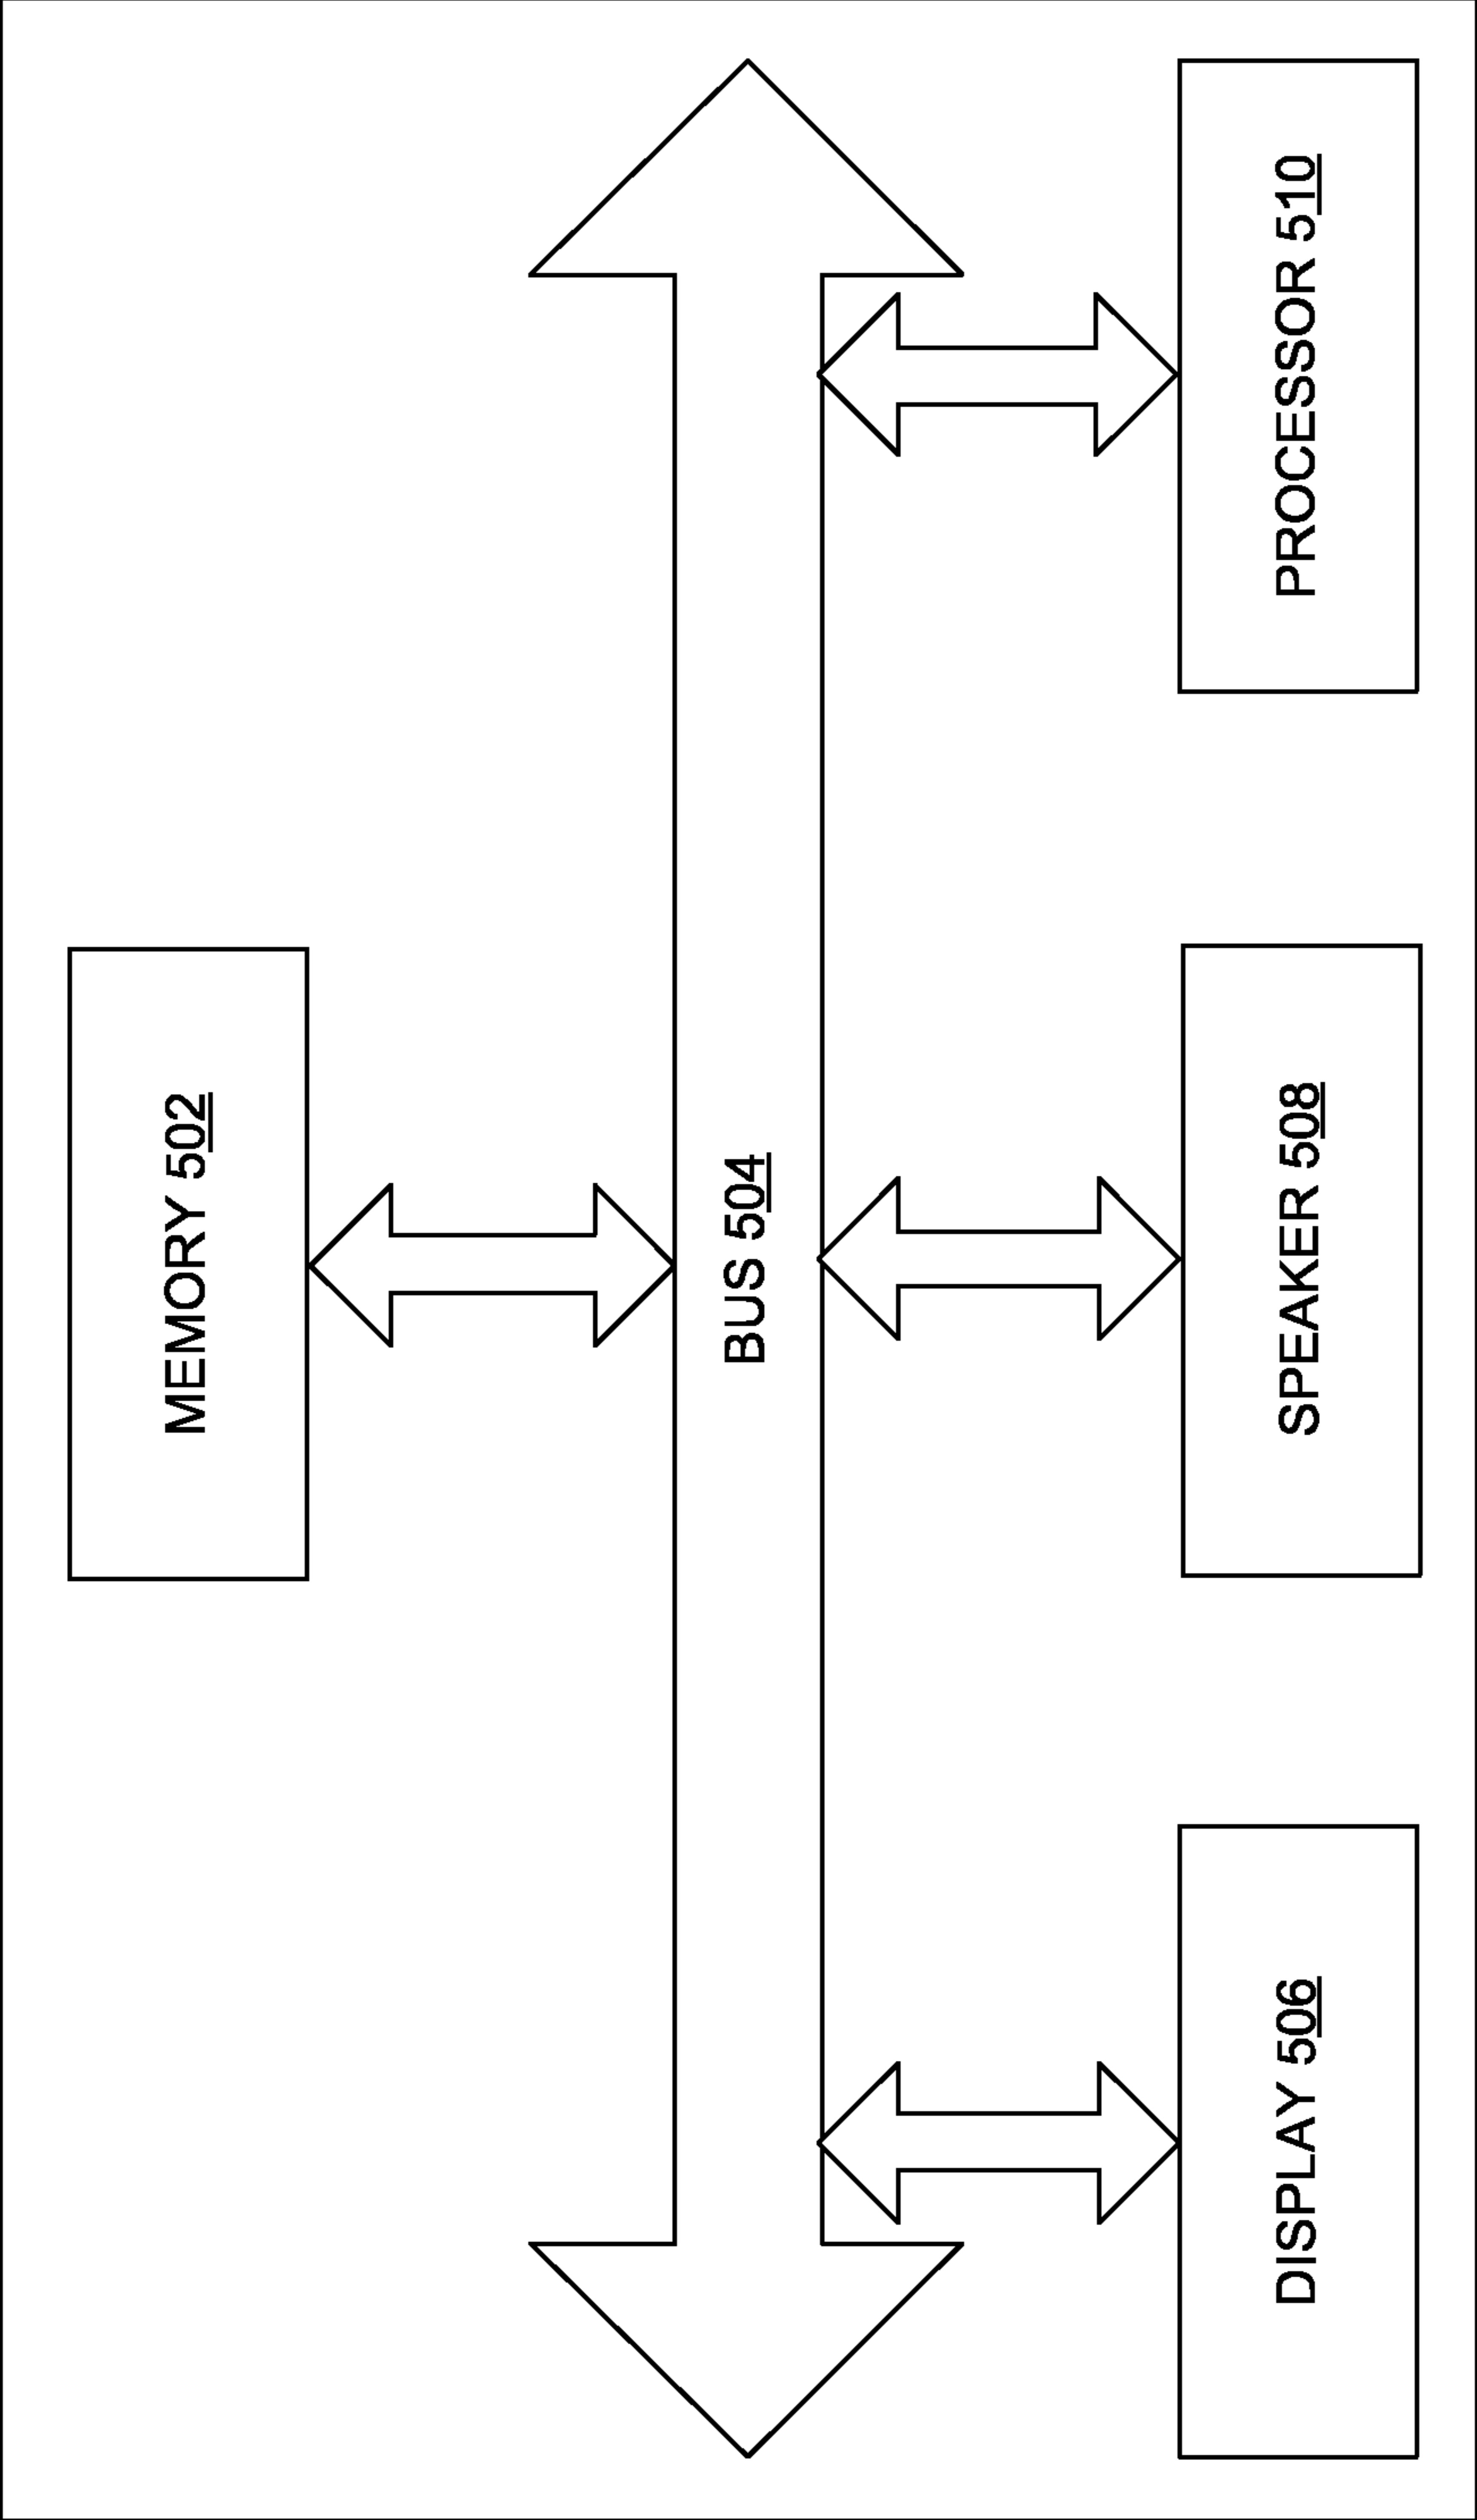 MEMORY 502
BUS 504
DISPLAY 506
SPEAKER 508
PROCESSOR 510